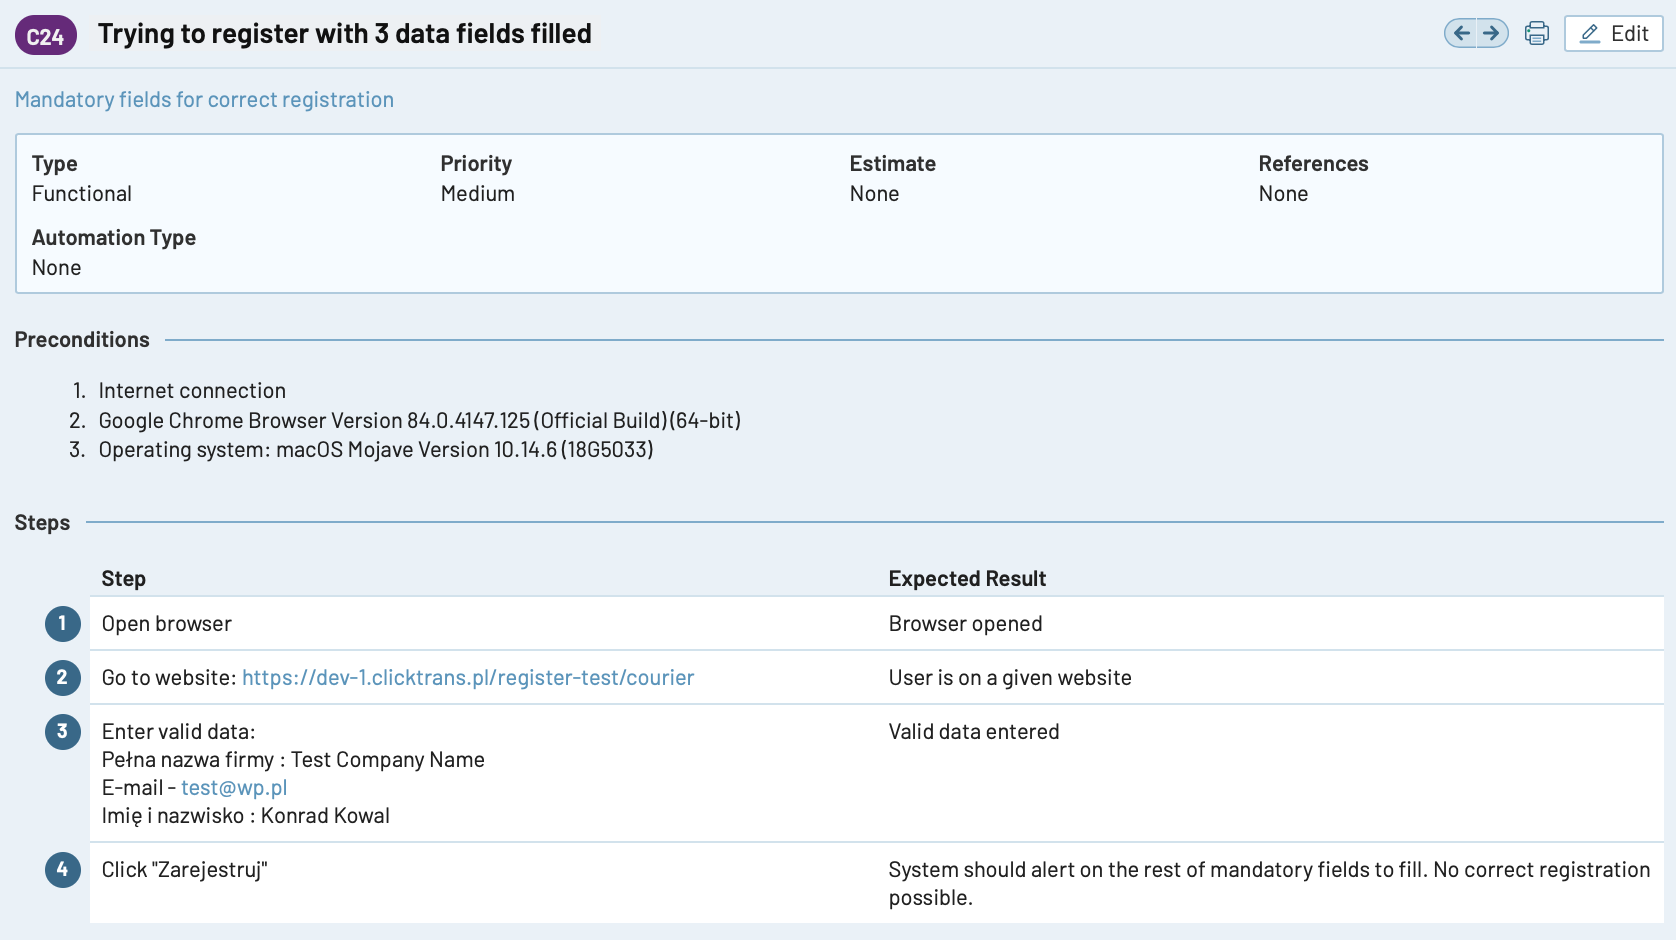 C24 Trying to register with 3 data fields filled
Edit
Mandatory fields for correct registration
Type Priority Estimate References
Functional Medium None None
Automation Type
None
Preconditions
1. Internet connection
2. Google Chrome Browser Version 84.0.4147.125 (Official Build) (64-bit)
3. Operating system: macOS Mojave Version 10.14.6 (18G5033)
Steps
Step Expected Result
1 Open browser Browser opened
2 Go to website: https://dev-1.clicktrans.pl/register-test/courier User is on a given website
3 Enter valid data: Valid data entered
Pełna nazwa firmy : Test Company Name
E-mail - test@wp.pl
Imię i nazwisko : Konrad Kowal
4 Click "Zarejestruj" System should alert on the rest of mandatory fields to fill. No correct registration
possible.